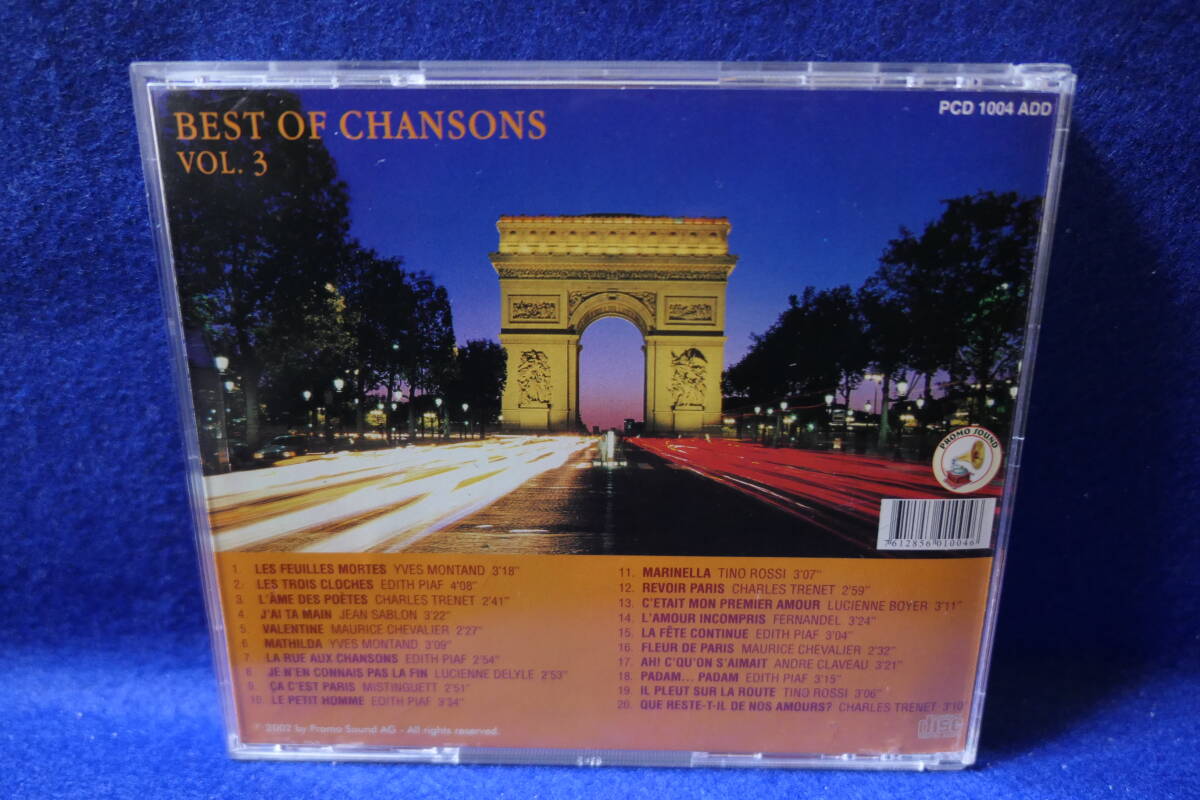 BEST OF CHANSONS
VOL. 3
PCD 1004 ADD
PROMO SOUND
7612856 010046
1. LES FEUILLES MORTES YVES MONTAND 3'18"
2. LES TROIS CLOCHES EDITH PIAF 4'08"
3. L'ÂME DES POÈTES CHARLES TRENET 2'41"
4. J'AI TA MAIN JEAN SABLON 3'22"
5. VALENTINE MAURICE CHEVALIER 2'27"
6. MATHILDA YVES MONTAND 3'09"
7. LA RUE AUX CHANSONS EDITH PIAF 2'54"
8. JE N'EN CONNAIS PAS LA FIN LUCIENNE DELYLE 2'53"
9. ÇA C'EST PARIS MISTINGUETT 2'51"
10. LE PETIT HOMME EDITH PIAF 3'34"
11. MARINELLA TINO ROSSI 3'07"
12. REVOIR PARIS CHARLES TRENET 2'59"
13. C'ETAIT MON PREMIER AMOUR LUCIENNE BOYER 3'11"
14. L'AMOUR INCOMPRIS FERNANDEL 3'24"
15. LA FÊTE CONTINUE EDITH PIAF 3'04"
16. FLEUR DE PARIS MAURICE CHEVALIER 2'32"
17. AH! C'QU'ON S'AIMAIT ANDRE CLAVEAU 3'21"
18. PADAM... PADAM EDITH PIAF 3'15"
19. IL PLEUT SUR LA ROUTE TINO ROSSI 3'06"
20. QUE RESTE-T-IL DE NOS AMOURS? CHARLES TRENET 3'10"
℗ 2002 by Promo Sound AG - All rights reserved.
disc